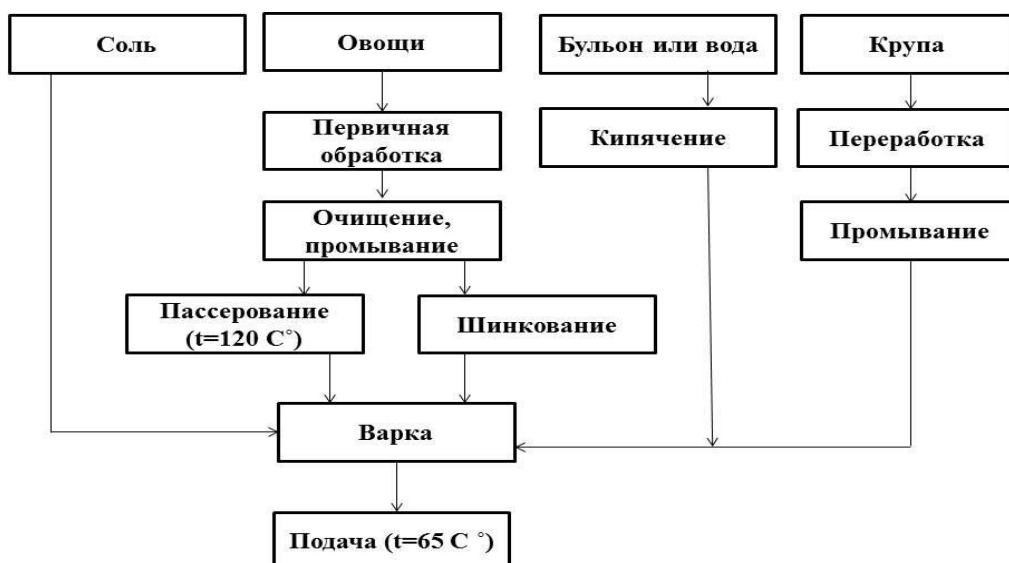 Соль
Овощи
Бульон или вода
Крупа
Первичная
обработка
Кипячение
Переработка
Очищение,
промывание
Промывание
Пассерование
(t=120 C˚)
Шинкование
Варка
Подача (t=65 C ˚)